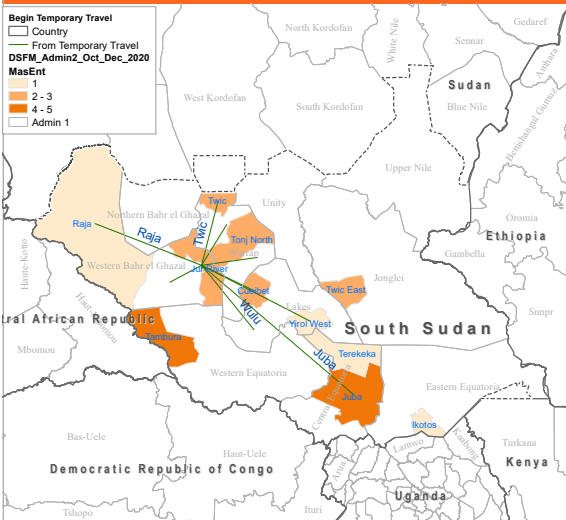 Begin Temporary Travel
Country
From Temporary Travel
DSFM_Admin2_Oct_Dec_2020
MasEnt
1
2 - 3
4 - 5
Admin 1
North Kordofan
White Nile
Gedaref
Sennar
Amhara
Sudan
West Kordofan
South Kordofan
Blue Nile
Benishangul Gumuz
Upper Nile
Twic
Unity
Oromia
Northern Bahr el Ghazal
Raja
Raja
Twic
Tonj North
Warrap
Ethiopia
Gambella
Haute-Kotto
Western Bahr el Ghazal
Jur River
Jonglei
Cueibet
Twic East
Snnpr
Haut-Mbomou
Lakes
Wulu
Yirol West
tral African Republic
South Sudan
Tambura
Mbomou
Juba
Terekeka
Western Equatoria
Central Equatoria
Juba
Eastern Equatoria
Ikotos
Bas-Uele
Haut-Uele
Lamwo
Kaabong
Turkana
Arua
Democratic Republic of Congo
Kenya
Uganda
Tshopo
Ituri